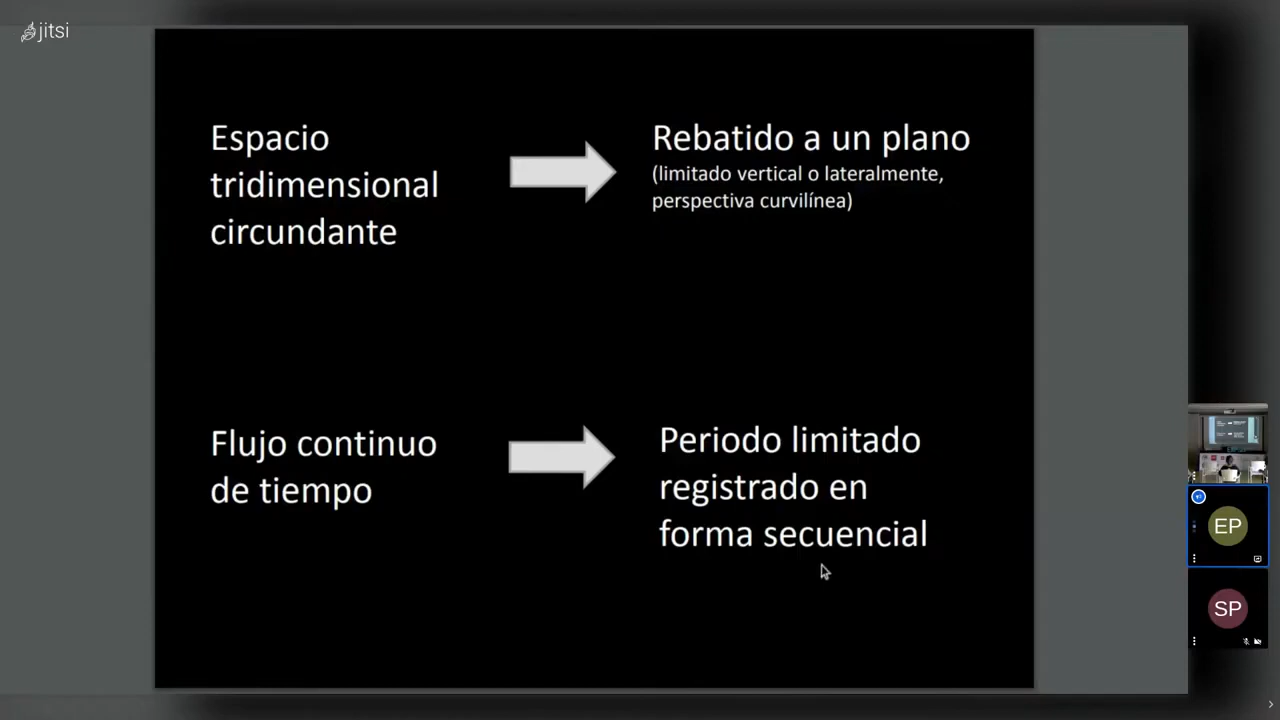 jitsi
Espacio
tridimensional
circundante
Rebatido a un plano
(limitado vertical o lateralmente,
perspectiva curvilínea)
Flujo continuo
de tiempo
Periodo limitado
registrado en
forma secuencial
EP
SP